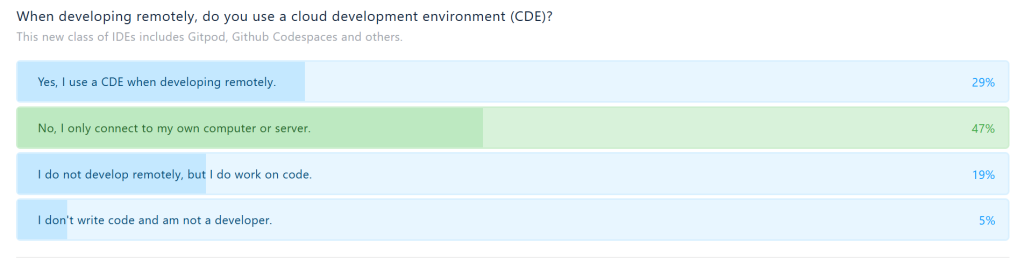 When developing remotely, do you use a cloud development environment (CDE)?
This new class of IDEs includes Gitpod, Github Codespaces and others.
Yes, I use a CDE when developing remotely. 29%
No, I only connect to my own computer or server. 47%
I do not develop remotely, but I do work on code. 19%
I don't write code and am not a developer. 5%